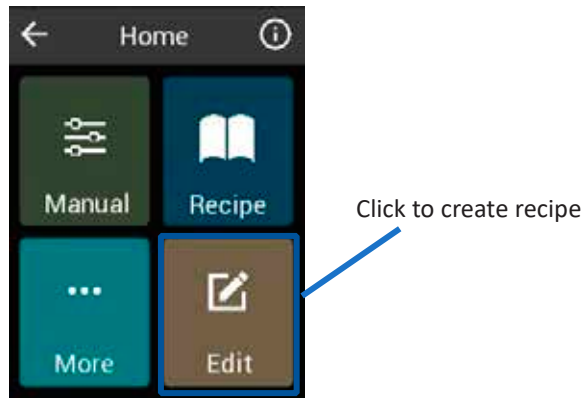 Home
Manual
Recipe
Click to create recipe
More
Edit